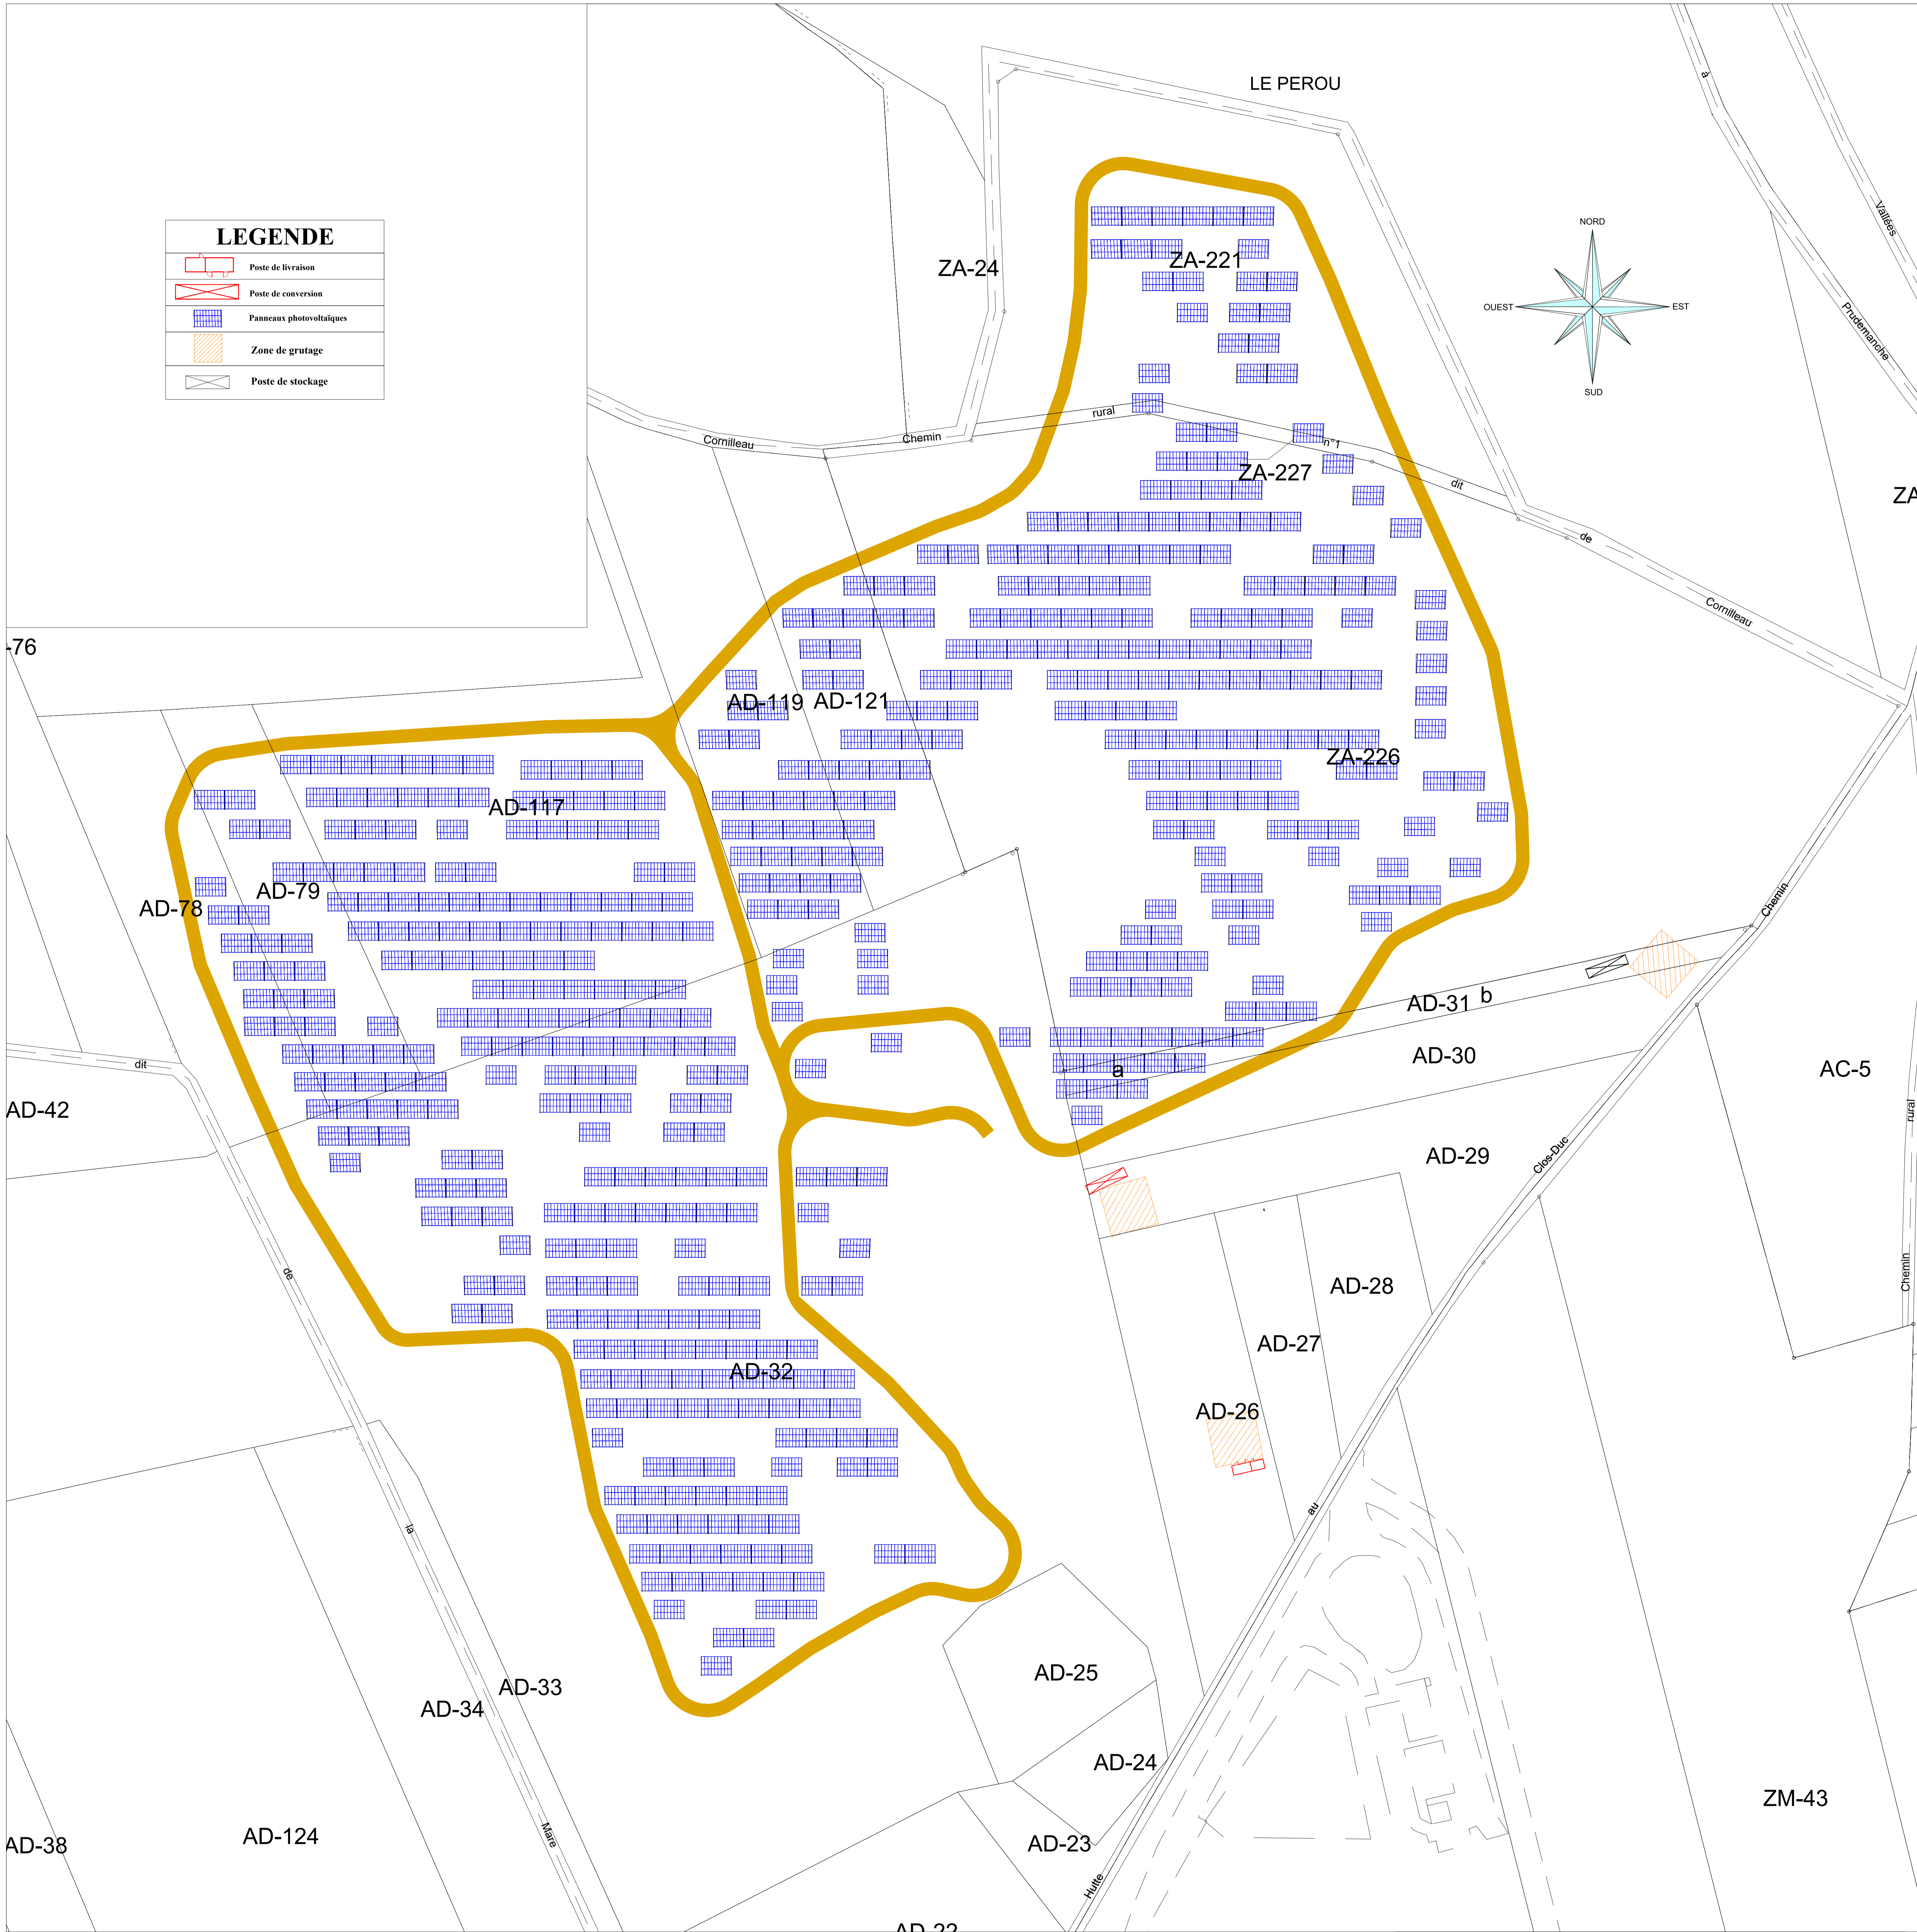 LE PEROU
à
Vallées
Prudemanche
LEGENDE
Poste de livraison
Poste de conversion
Panneaux photovoltaïques
Zone de grutage
Poste de stockage
NORD
OUEST
EST
SUD
ZA-24
ZA-221
Cornilleau
Chemin
rural
n°1
dit
de
Cornilleau
ZA-227
ZA
-76
AD-119
AD-121
ZA-226
AD-117
AD-79
AD-78
Chemin
AD-31
b
AD-30
a
AC-5
dit
AD-42
rural
AD-29
Clos-Duc
Chemin
de
AD-28
AD-27
AD-32
AD-26
au
la
AD-25
AD-33
AD-34
AD-24
ZM-43
AD-124
AD-38
Mare
AD-23
Hutte
AD-22